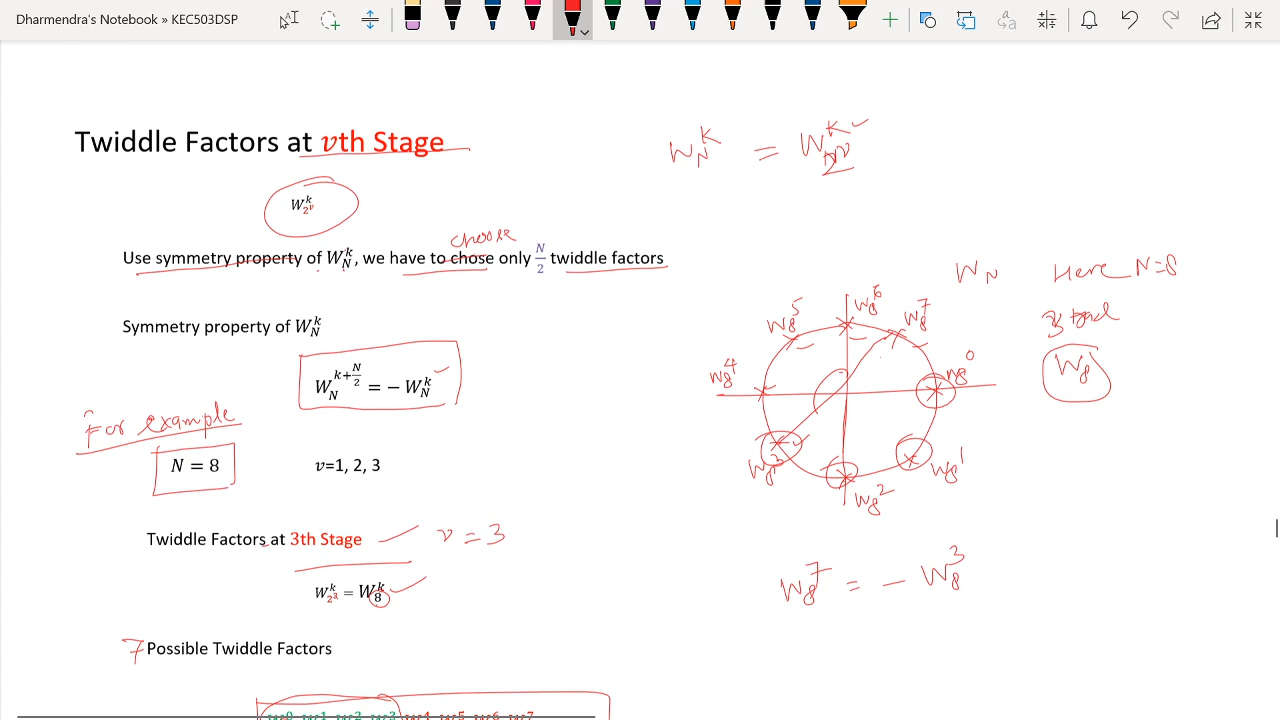 Dharmendra's Notebook » KEC503DSP
Twiddle Factors at vth Stage
W_N^K = W_{2^ν}^K
W_{2^v}^k
choose
Use symmetry property of W_N^k, we have to chose only N/2 twiddle factors
W_N Here N=8
Symmetry property of W_N^k
W_8^5 W_8^6 W_8^7
W_8^4 W_8^0 W_8
W_N^{k+N/2} = − W_N^k
For example
N = 8 v=1, 2, 3
W_8^3 W_8^2 W_8^1
Twiddle Factors at 3th Stage ν = 3
W_{2^3}^k = W_8^k
W_8^7 = − W_8^3
7 Possible Twiddle Factors